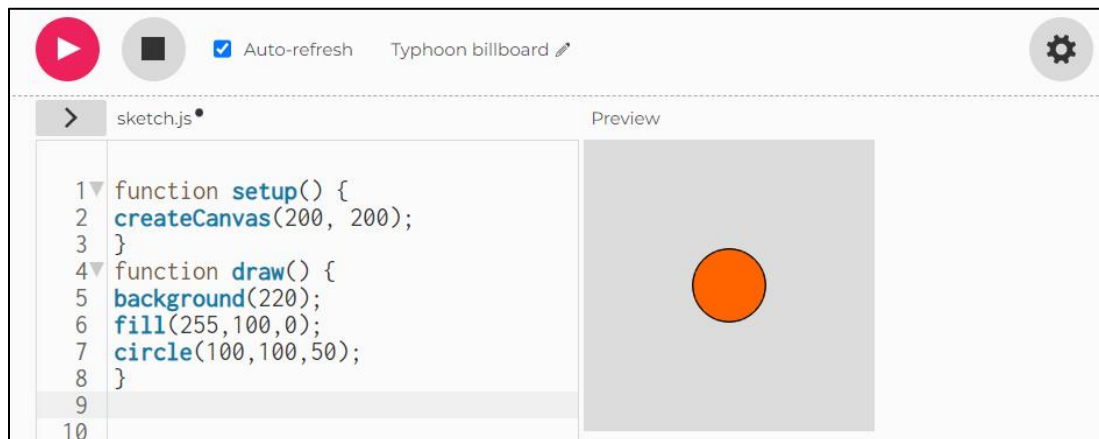 Auto-refresh Typhoon billboard
sketch.js
Preview
1 function setup() {
2 createCanvas(200, 200);
3 }
4 function draw() {
5 background(220);
6 fill(255,100,0);
7 circle(100,100,50);
8 }
9
10